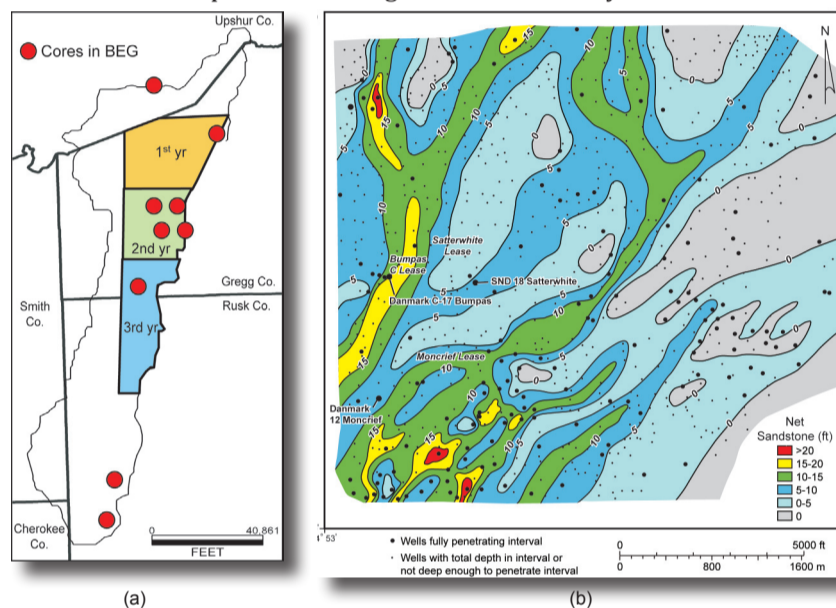 Upshur Co.
Cores in BEG
1st yr
2nd yr
Gregg Co.
Rusk Co.
Smith
Co.
3rd yr
Cherokee
Co.
0 40,861
FEET
(a)
N
15
10
5
0
Satterwhite
Lease
Bumpas
C Lease
SND 18 Satterwhite
Danmark C-17 Bumpas
Moncrief Lease
Danmark
12 Moncrief
Net
Sandstone (ft)
>20
15-20
10-15
5-10
0-5
0
53'
Wells fully penetrating interval
Wells with total depth in interval or
not deep enough to penetrate interval
0 5000 ft
0 800 1600 m
(b)